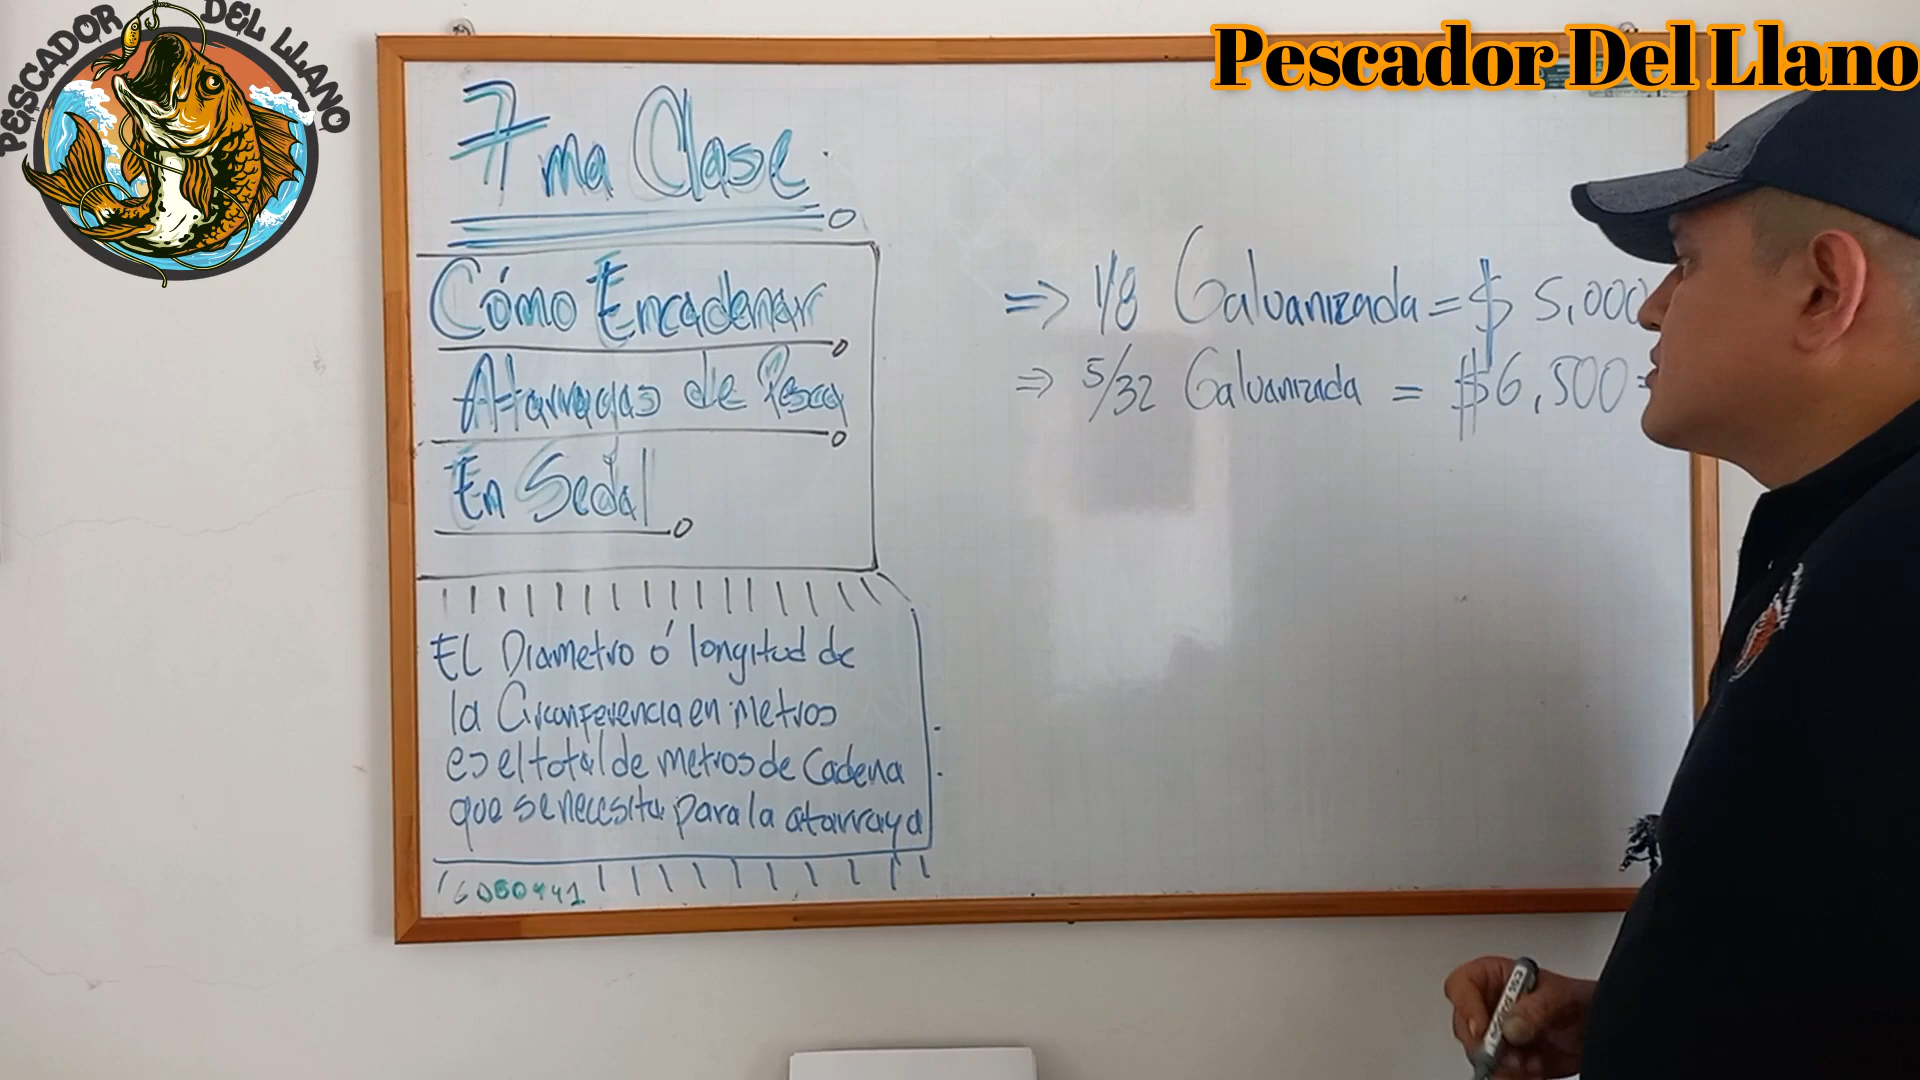 PESCADOR DEL LLANO
Pescador Del Llano
7ma Clase
Cómo Encadenar
Atarragas de Pesca
En Sedal
El Diametro ó longitud de
la Circonferencia en metros
es el total de metros de Cadena
que se necesita para la atarraya
=> 1/8 Galvanizada = $ 5,000
=> 5/32 Galvanizada = $6,500=